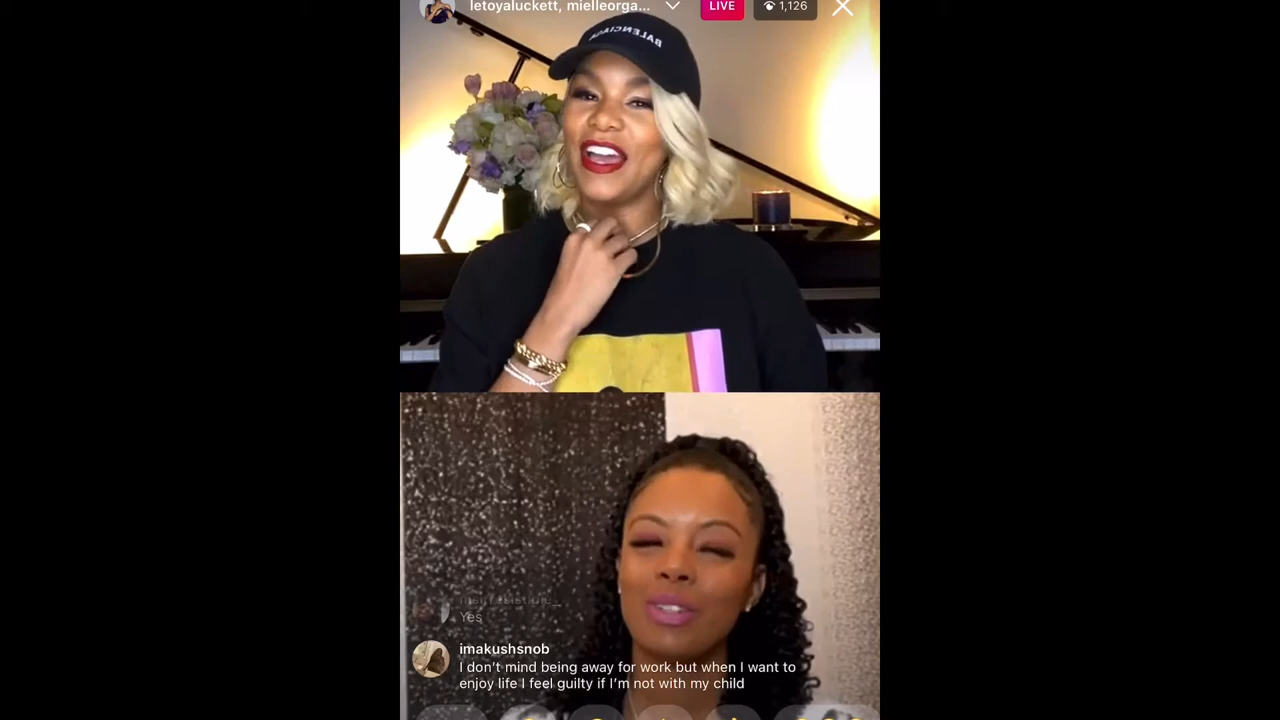 letoyaluckett, mielleorga...
LIVE
1,126
BALENCIAGA
Yes
imakushsnob
I don't mind being away for work but when I want to
enjoy life I feel guilty if I'm not with my child